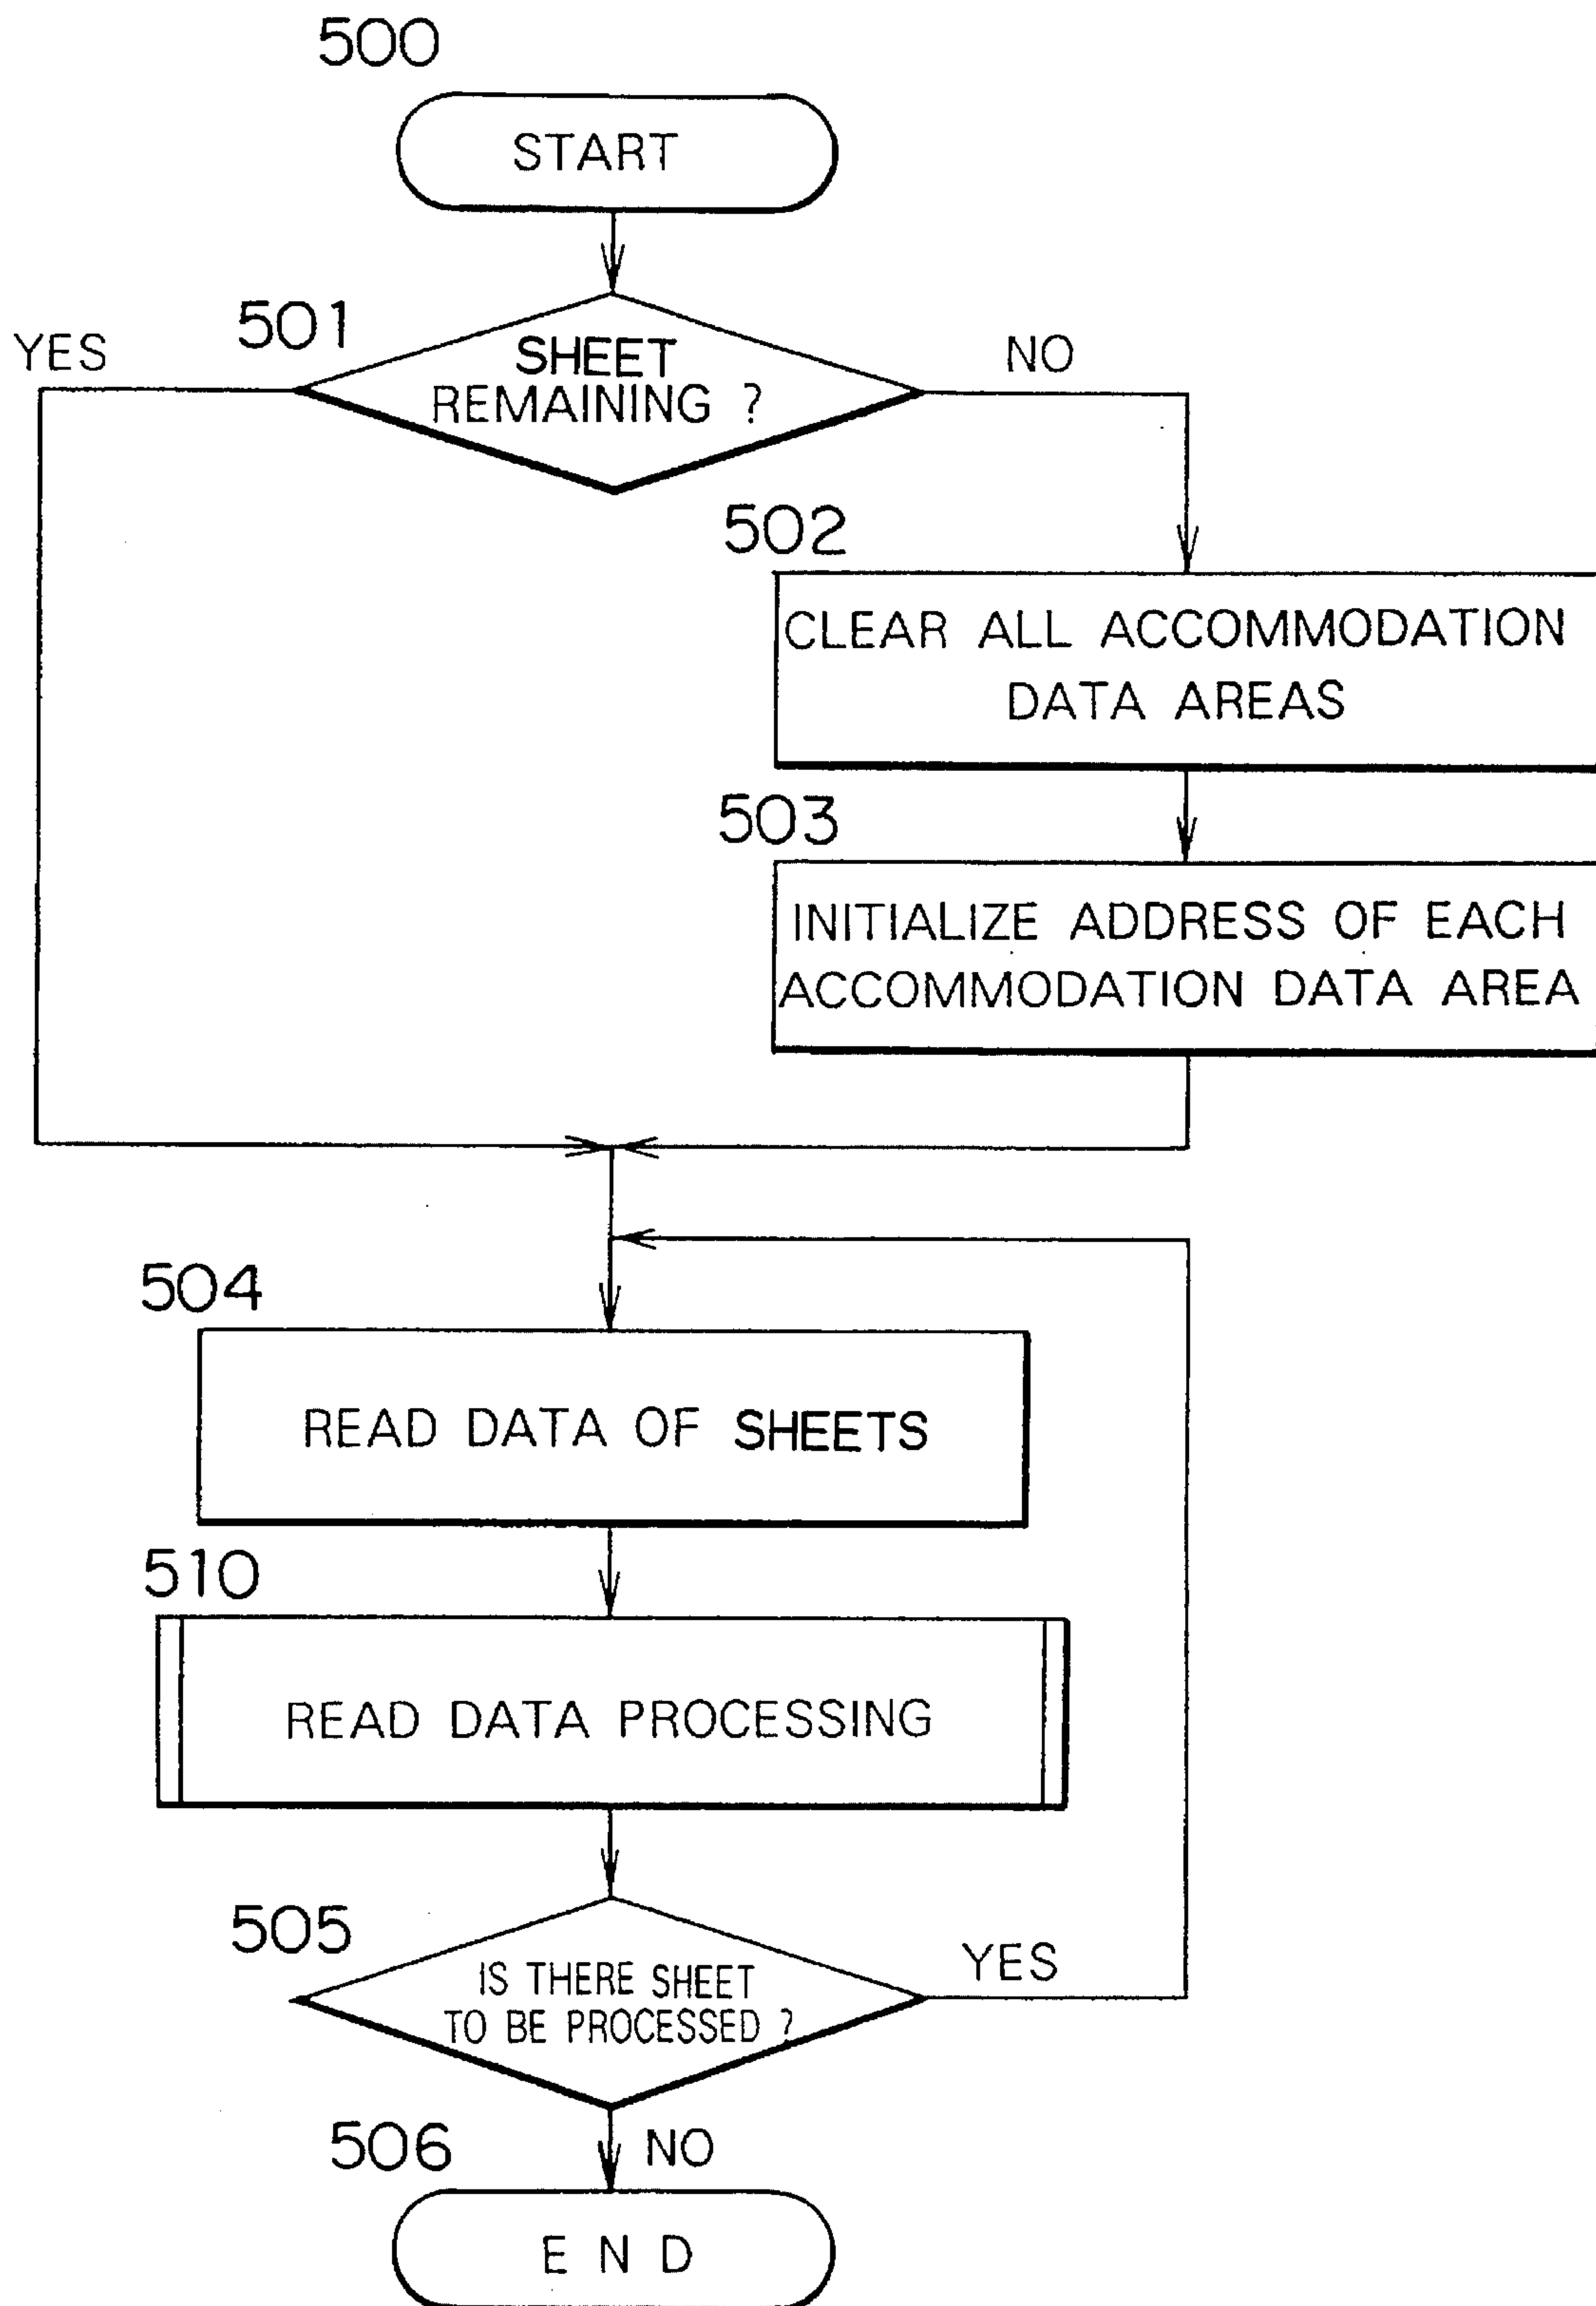 500
START
501
YES
SHEET
REMAINING ?
NO
502
CLEAR ALL ACCOMMODATION
DATA AREAS
503
INITIALIZE ADDRESS OF EACH
ACCOMMODATION DATA AREA
504
READ DATA OF SHEETS
510
READ DATA PROCESSING
505
IS THERE SHEET
TO BE PROCESSED ?
YES
506
NO
END